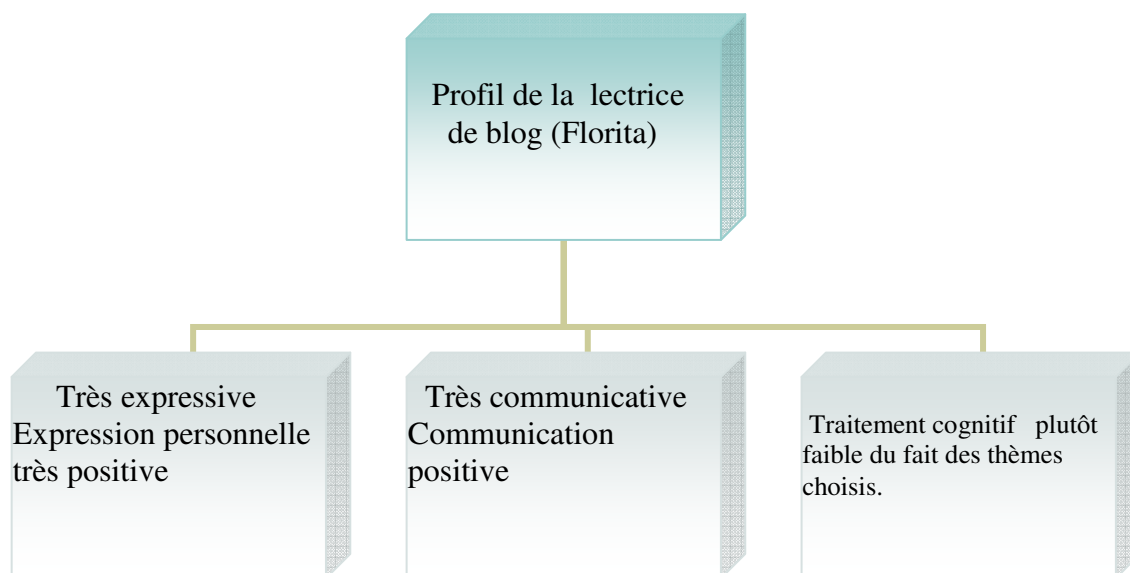 Profil de la lectrice
de blog (Florita)
Très expressive
Expression personnelle
très positive
Très communicative
Communication
positive
Traitement cognitif plutôt
faible du fait des thèmes
choisis.